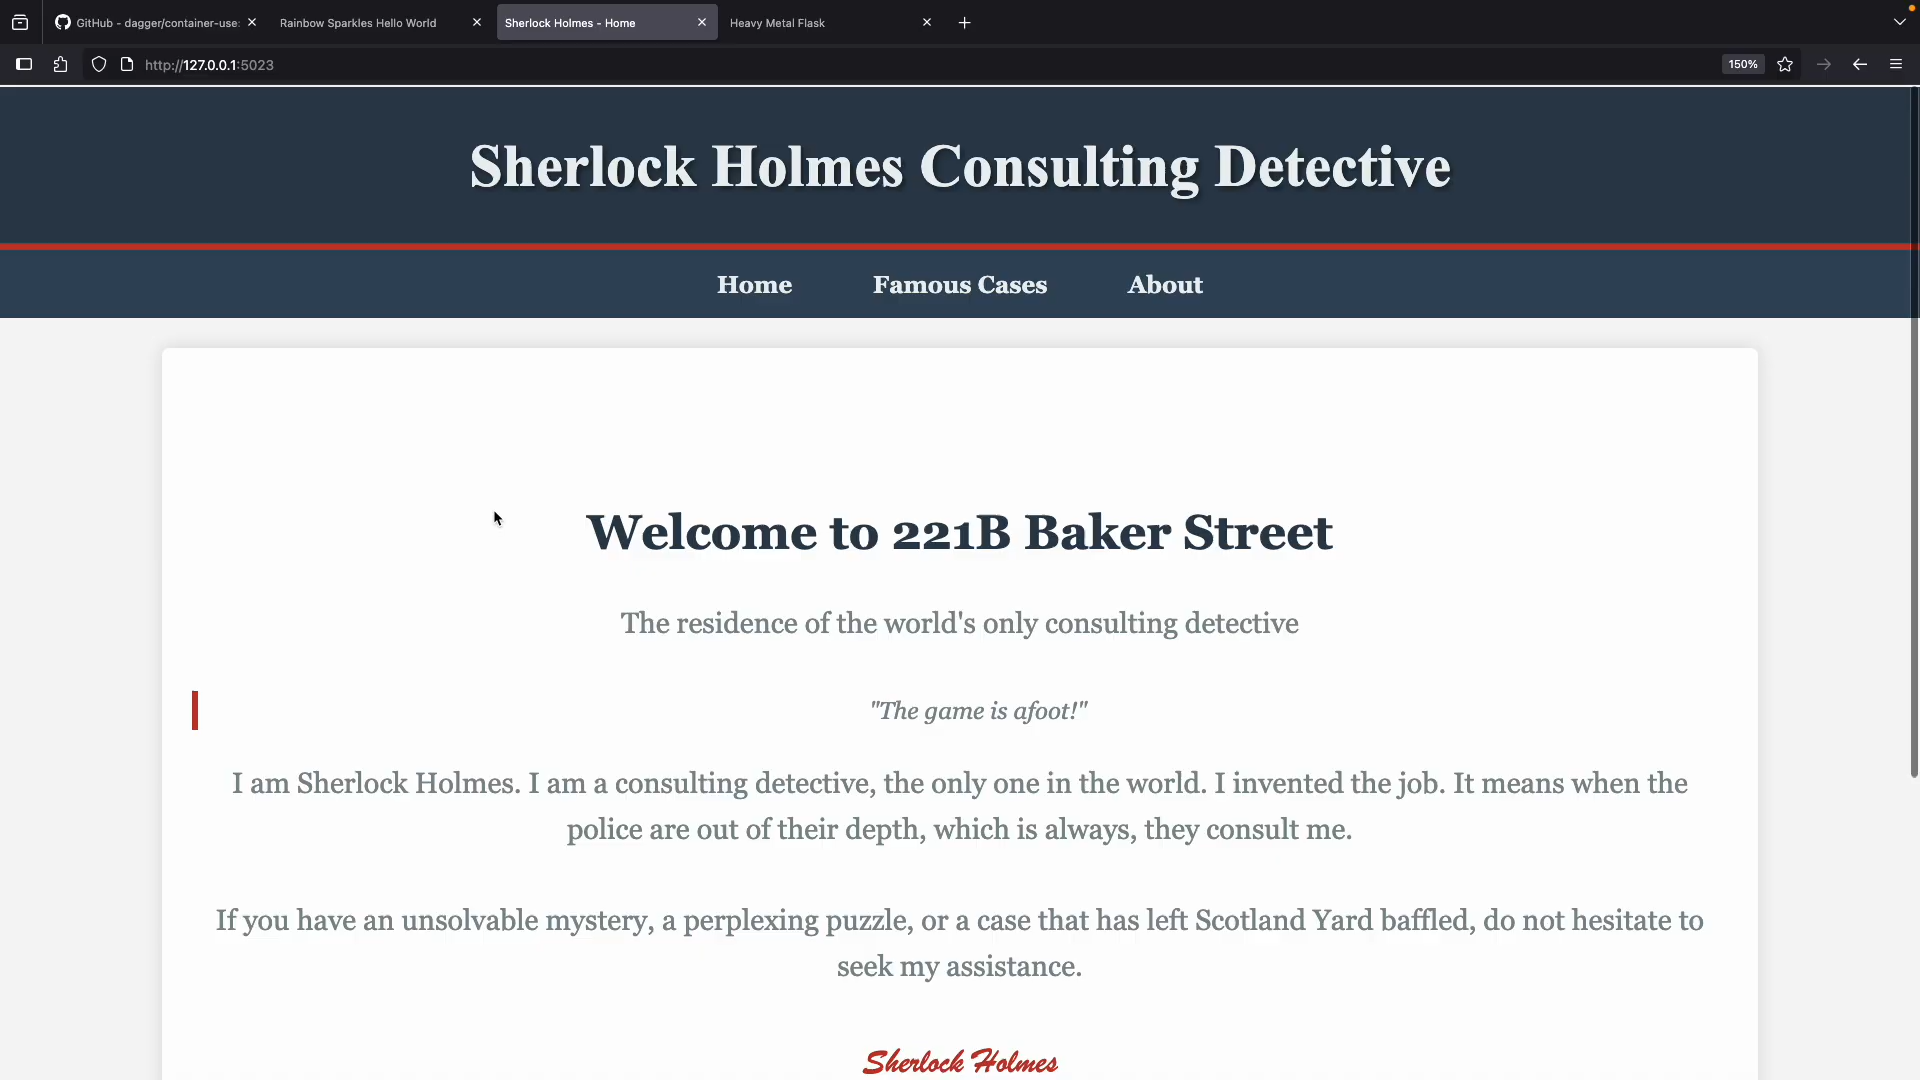 GitHub - dagger/container-use:
Rainbow Sparkles Hello World
Sherlock Holmes - Home
Heavy Metal Flask
http://127.0.0.1:5023
150%
Sherlock Holmes Consulting Detective
Home
Famous Cases
About
Welcome to 221B Baker Street
The residence of the world's only consulting detective
"The game is afoot!"
I am Sherlock Holmes. I am a consulting detective, the only one in the world. I invented the job. It means when the
police are out of their depth, which is always, they consult me.
If you have an unsolvable mystery, a perplexing puzzle, or a case that has left Scotland Yard baffled, do not hesitate to
seek my assistance.
Sherlock Holmes